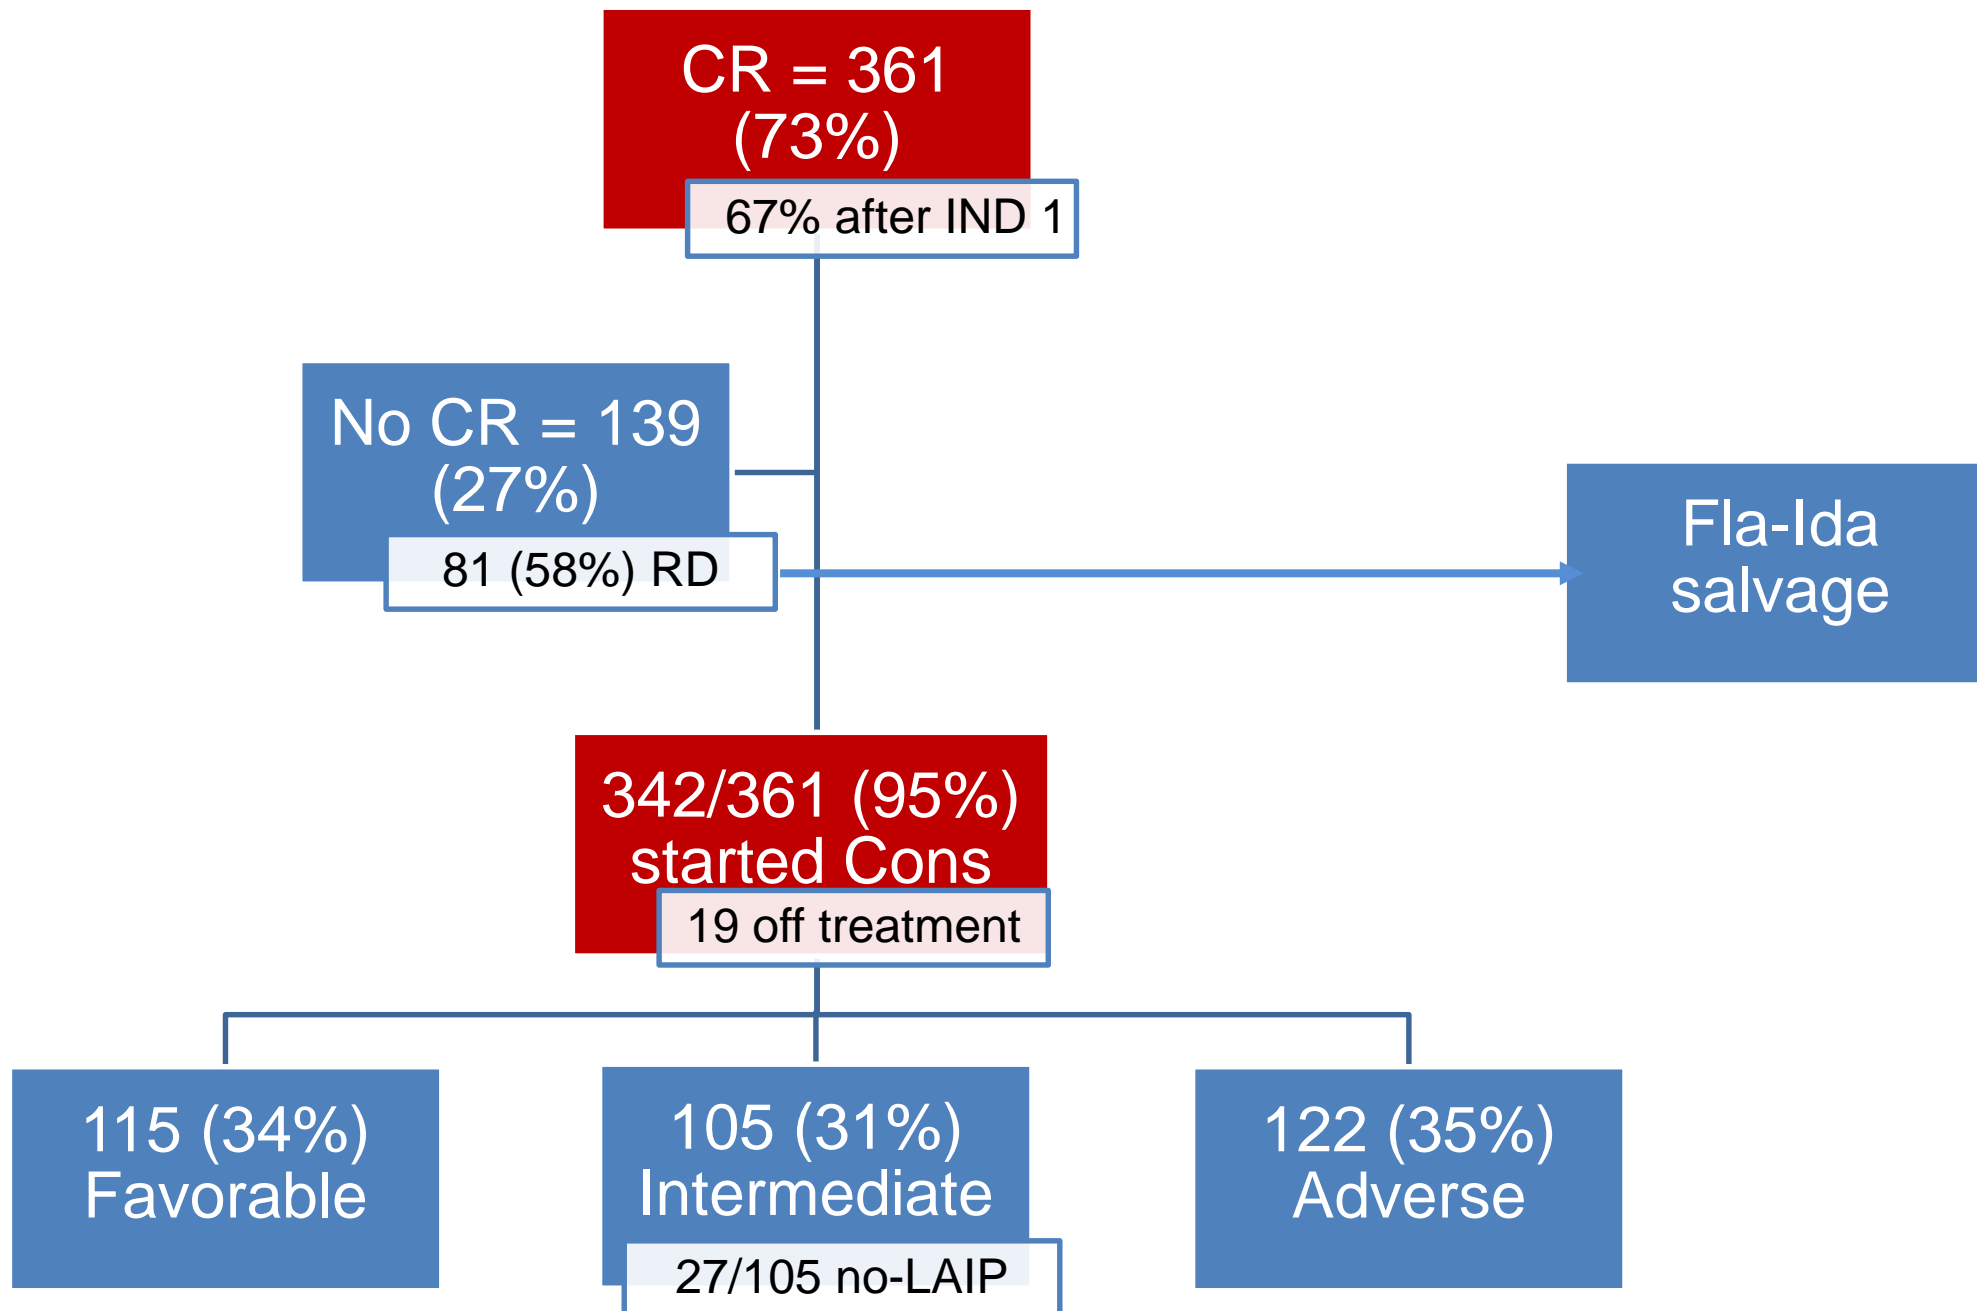 CR = 361
(73%)
67% after IND 1
No CR = 139
(27%)
81 (58%) RD
Fla-Ida
salvage
342/361 (95%)
started Cons
19 off treatment
115 (34%)
Favorable
105 (31%)
Intermediate
27/105 no-LAIP
122 (35%)
Adverse